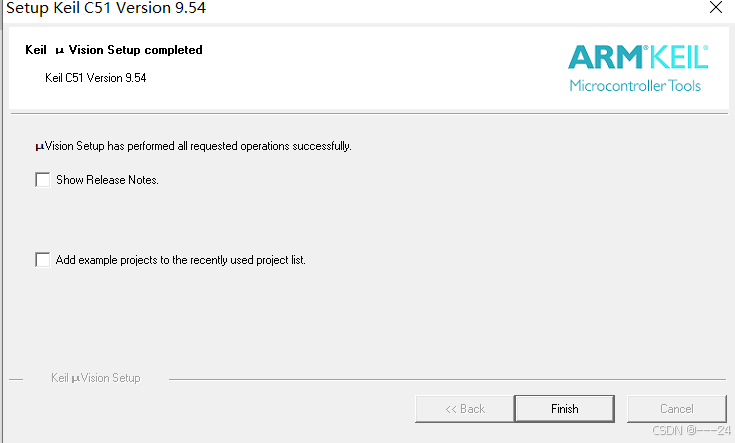 Setup Keil C51 Version 9.54
Keil μ Vision Setup completed
Keil C51 Version 9.54
ARM®KEIL®
Microcontroller Tools
μVision Setup has performed all requested operations successfully.
Show Release Notes.
Add example projects to the recently used project list.
Keil μVision Setup
<< Back
Finish
Cancel
CSDN @---24